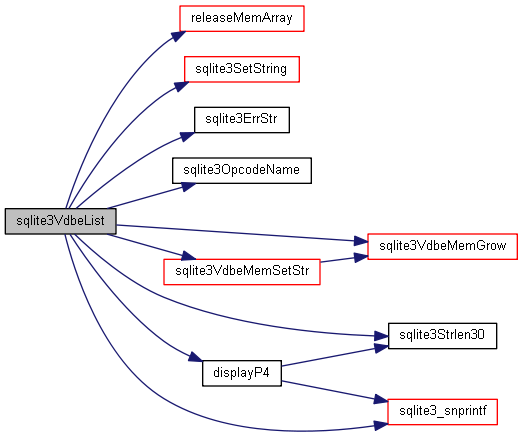 releaseMemArray
sqlite3SetString
sqlite3ErrStr
sqlite3OpcodeName
sqlite3VdbeList
sqlite3VdbeMemGrow
sqlite3VdbeMemSetStr
sqlite3Strlen30
displayP4
sqlite3_snprintf